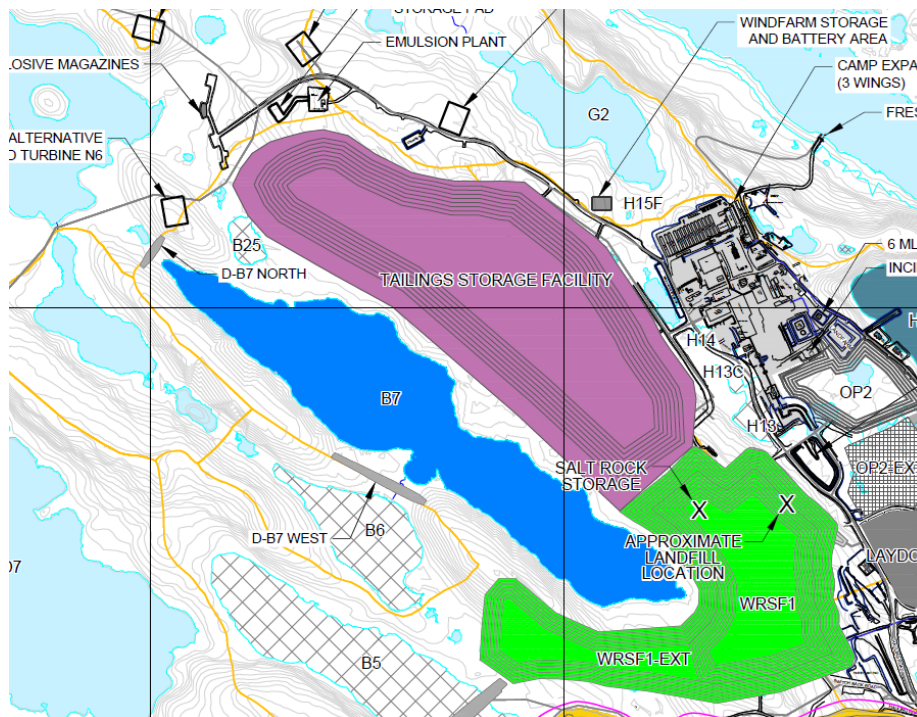 STORAGE PAD
EMULSION PLANT
WINDFARM STORAGE
AND BATTERY AREA
LOSIVE MAGAZINES
CAMP EXPA
(3 WINGS)
G2
FRES
ALTERNATIVE
D TURBINE N6
H15F
B25
6 ML
D-B7 NORTH
TAILINGS STORAGE FACILITY
INCI
H
H14
H13C
B7
OP2
H13
SALT ROCK
STORAGE
OP2-EX
X
X
D-B7 WEST
B6
APPROXIMATE
LANDFILL
LOCATION
LAYDO
07
WRSF1
WRSF1-EXT
B5